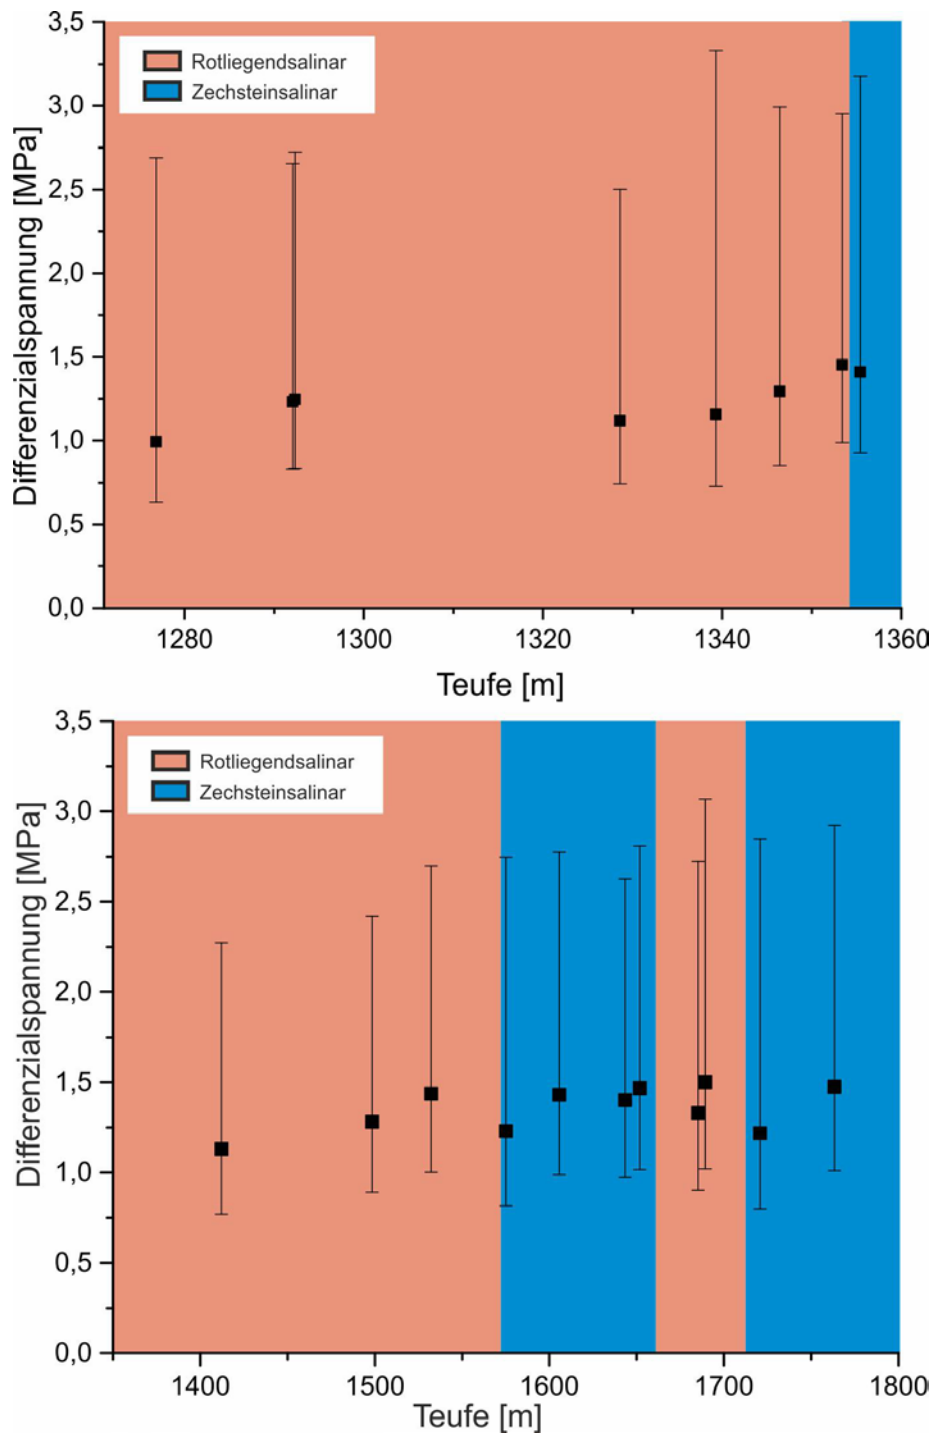 3,5
3,0
2,5
2,0
1,5
1,0
0,5
0,0
Differenzialspannung [MPa]
Rotliegendsalinar
Zechsteinsalinar
1280 1300 1320 1340 1360
Teufe [m]
3,5
3,0
2,5
2,0
1,5
1,0
0,5
0,0
Differenzialspannung [MPa]
Rotliegendsalinar
Zechsteinsalinar
1400 1500 1600 1700 1800
Teufe [m]